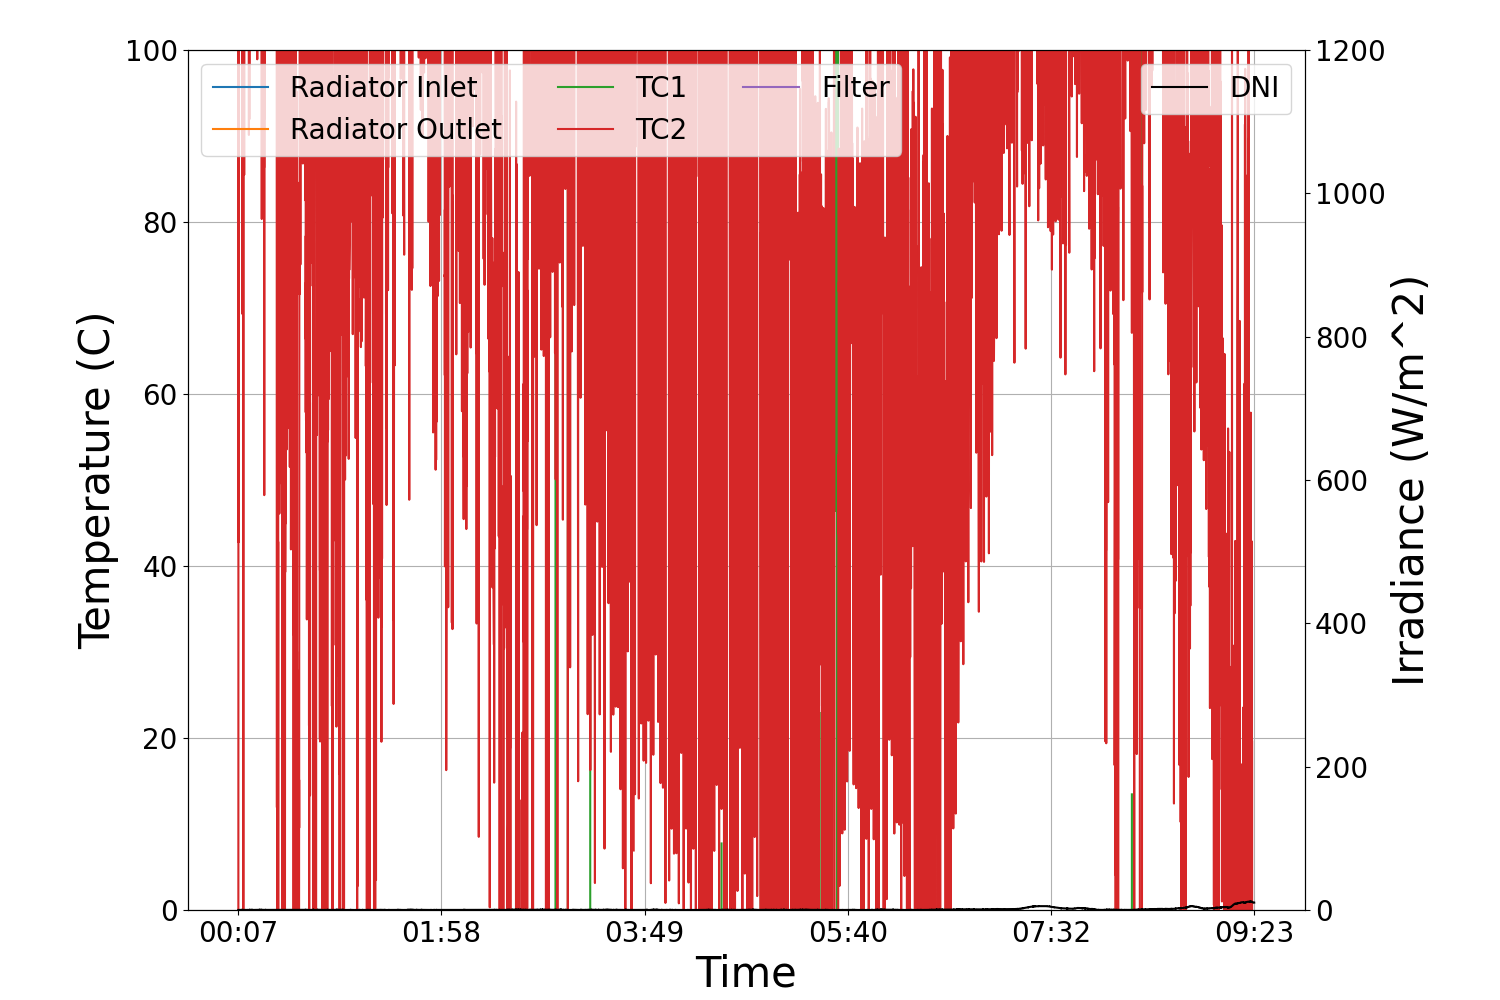 Radiator Inlet
Radiator Outlet
TC1
TC2
Filter
DNI
100
80
60
40
20
0
Temperature (C)
1200
1000
800
600
400
200
0
Irradiance (W/m^2)
00:07
01:58
03:49
05:40
07:32
09:23
Time